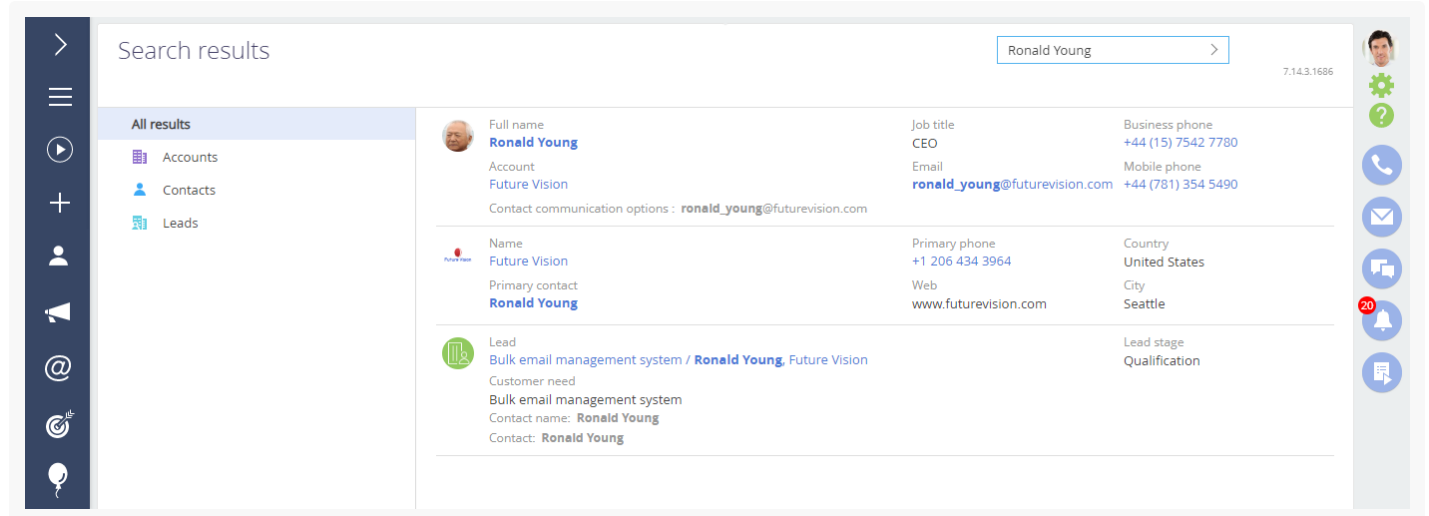 Search results
Ronald Young
7.14.3.1686
All results
Accounts
Contacts
Leads
Full name
Ronald Young
Job title
CEO
Business phone
+44 (15) 7542 7780
Account
Future Vision
Email
ronald_young@futurevision.com
Mobile phone
+44 (781) 354 5490
Contact communication options : ronald_young@futurevision.com
Future Vision
Name
Future Vision
Primary phone
+1 206 434 3964
Country
United States
Primary contact
Ronald Young
Web
www.futurevision.com
City
Seattle
Lead
Bulk email management system / Ronald Young, Future Vision
Lead stage
Qualification
Customer need
Bulk email management system
Contact name: Ronald Young
Contact: Ronald Young
20